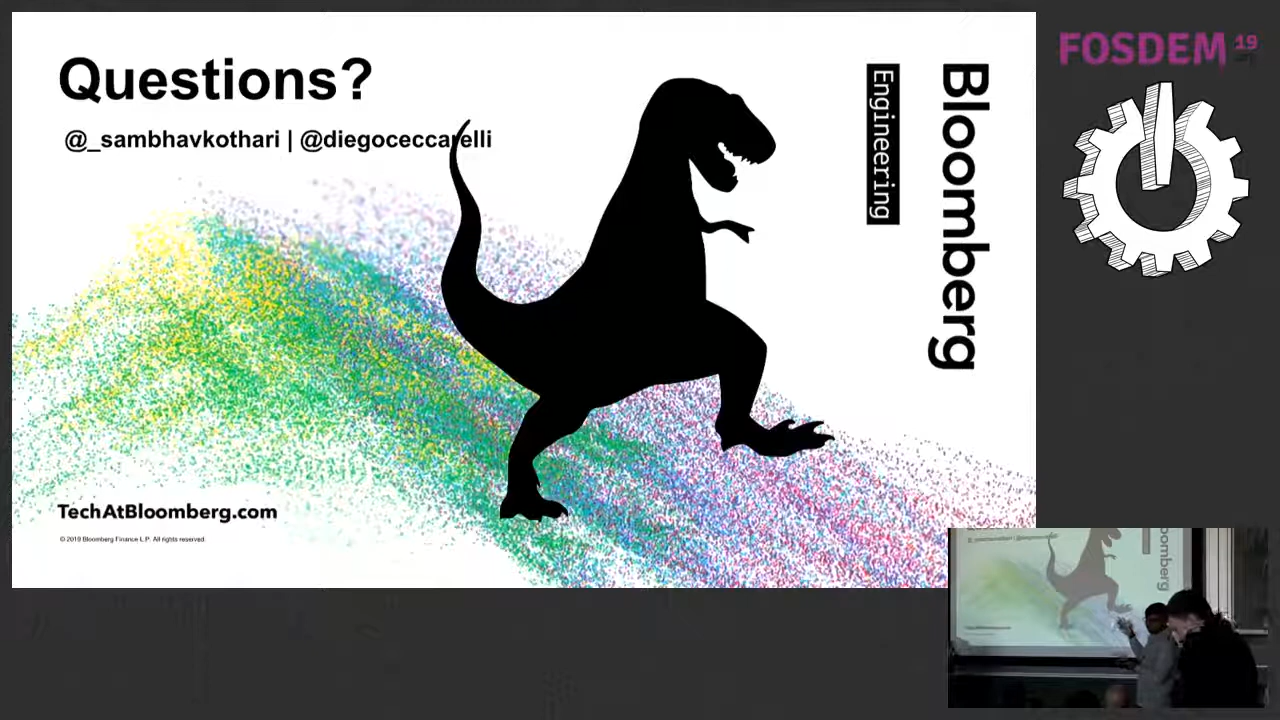 Questions?
@_sambhavkothari | @diegoceccarelli
Engineering
Bloomberg
TechAtBloomberg.com
© 2019 Bloomberg Finance L.P. All rights reserved.
FOSDEM 19